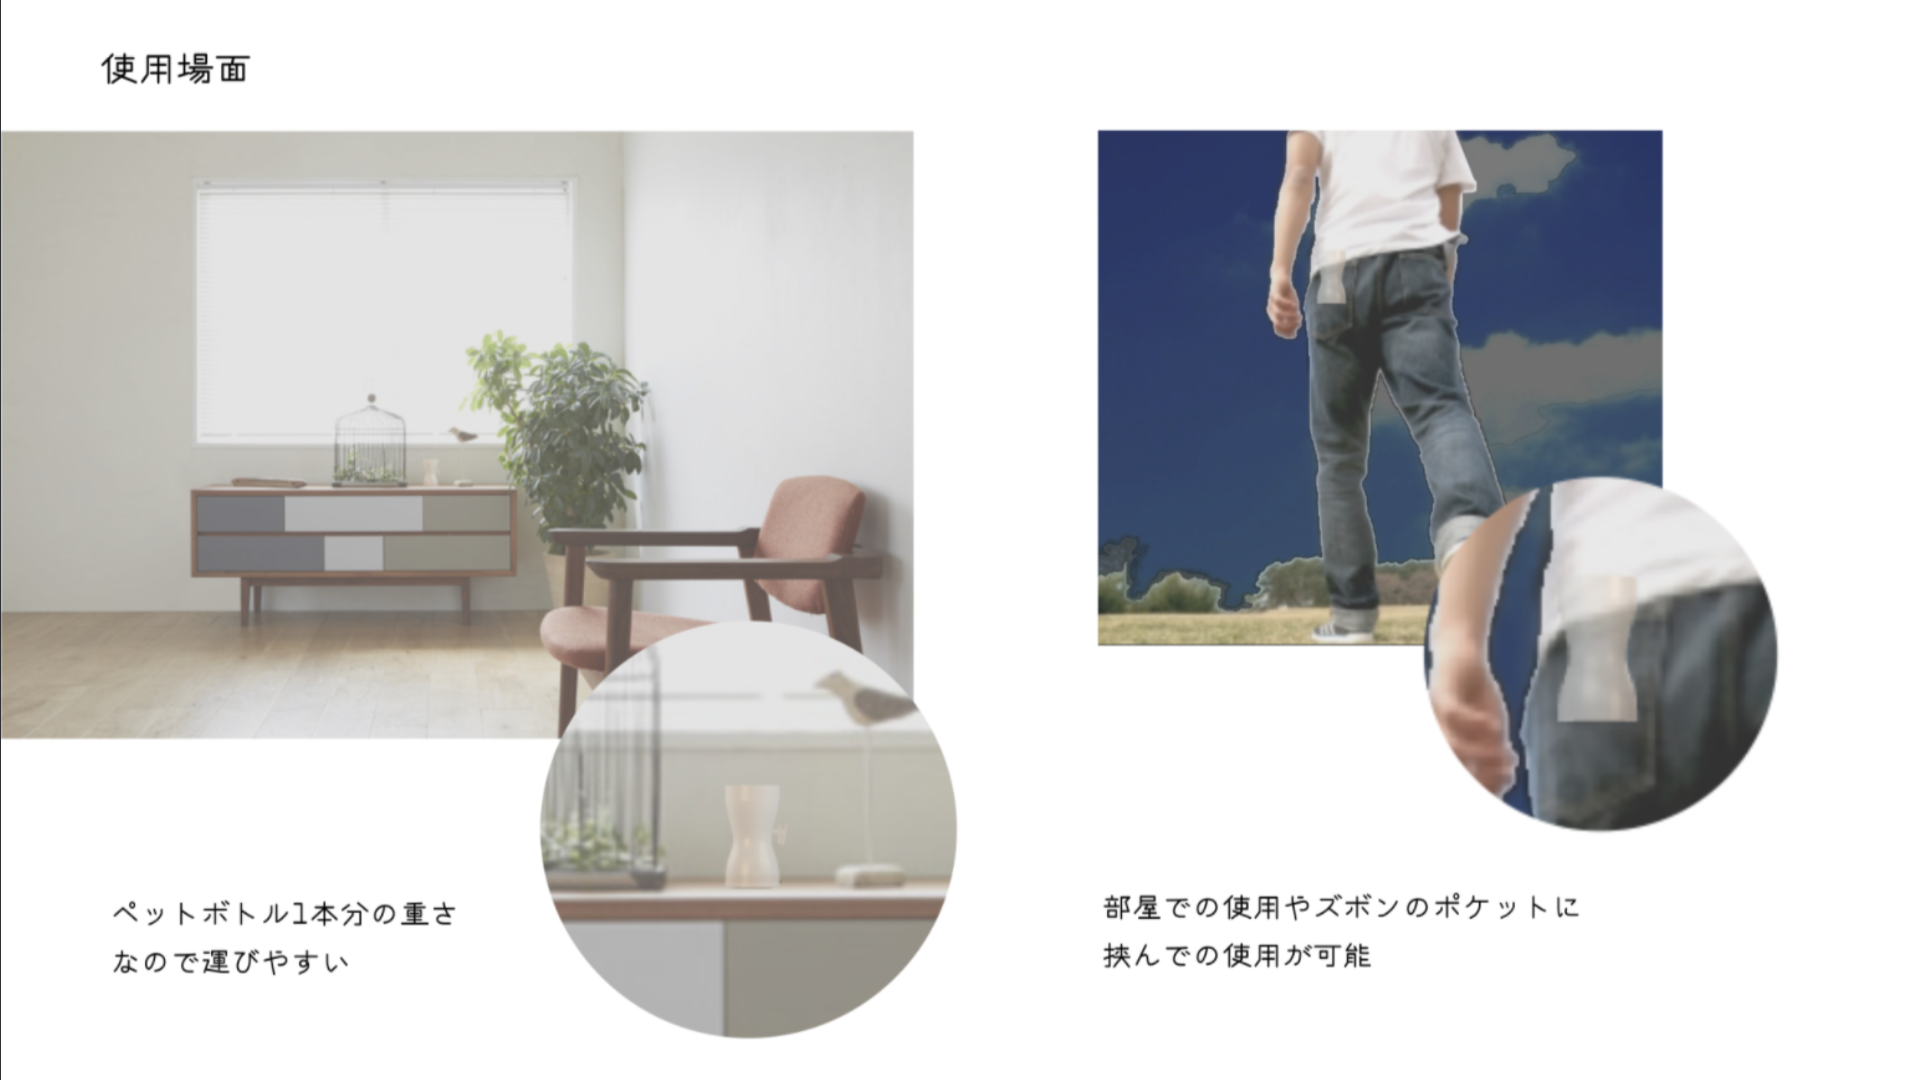 使用場面
ペットボトル1本分の重さ
なので運びやすい
部屋での使用やズボンのポケットに
挟んでの使用が可能